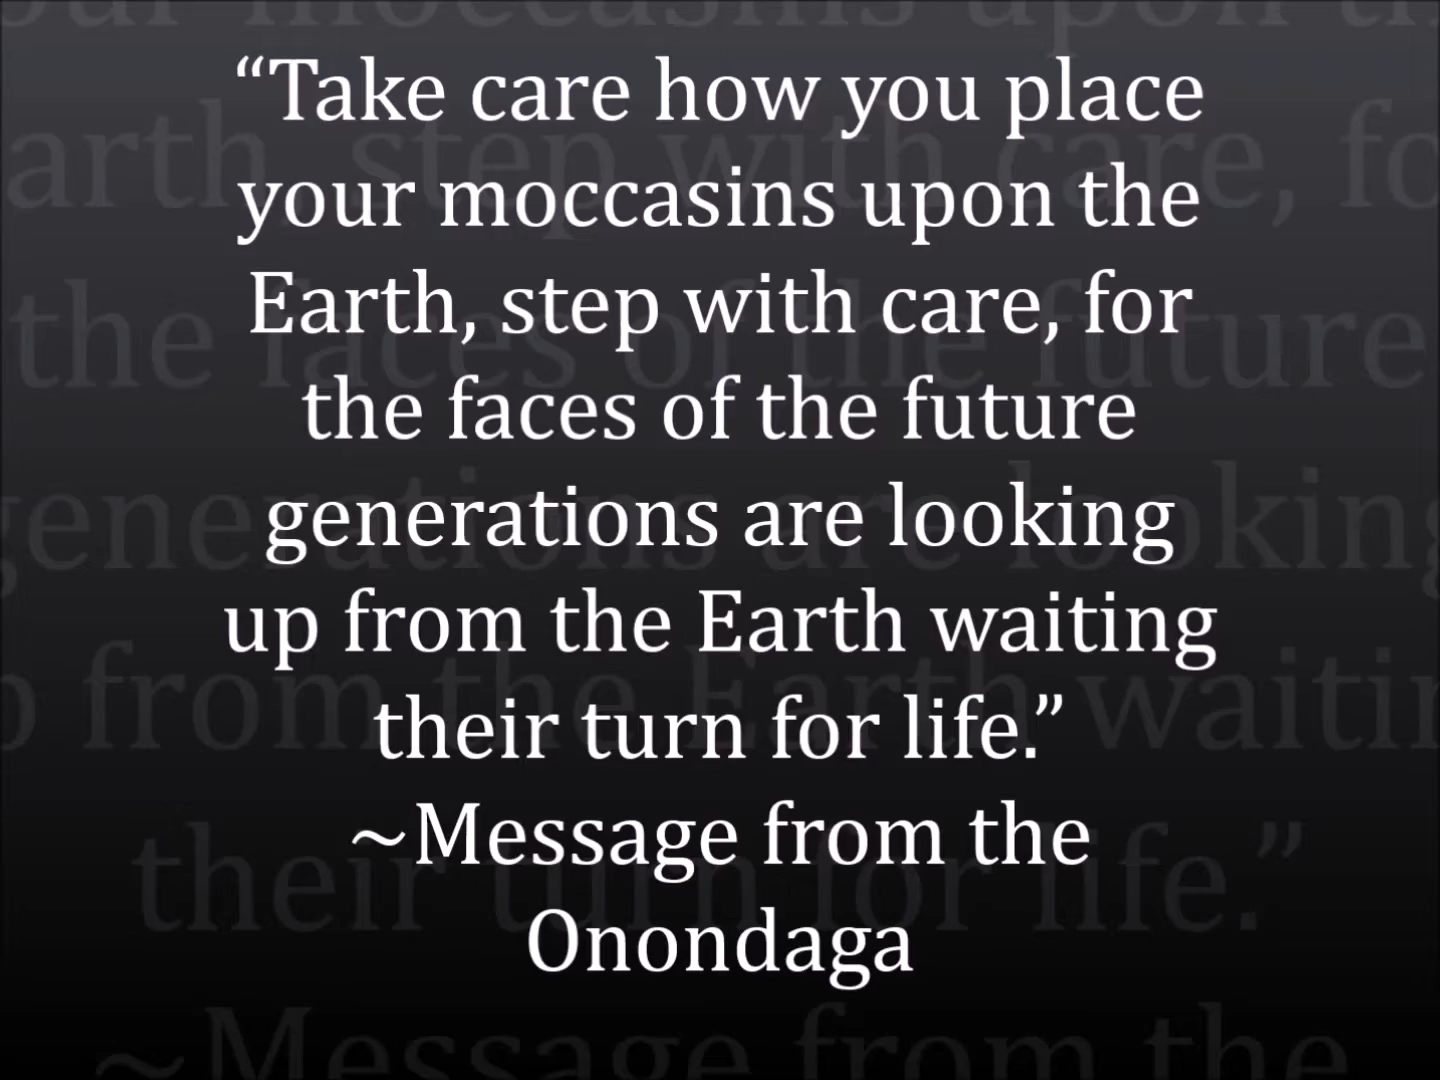 “Take care how you place
your moccasins upon the
Earth, step with care, for
the faces of the future
generations are looking
up from the Earth waiting
their turn for life.”
~Message from the
Onondaga